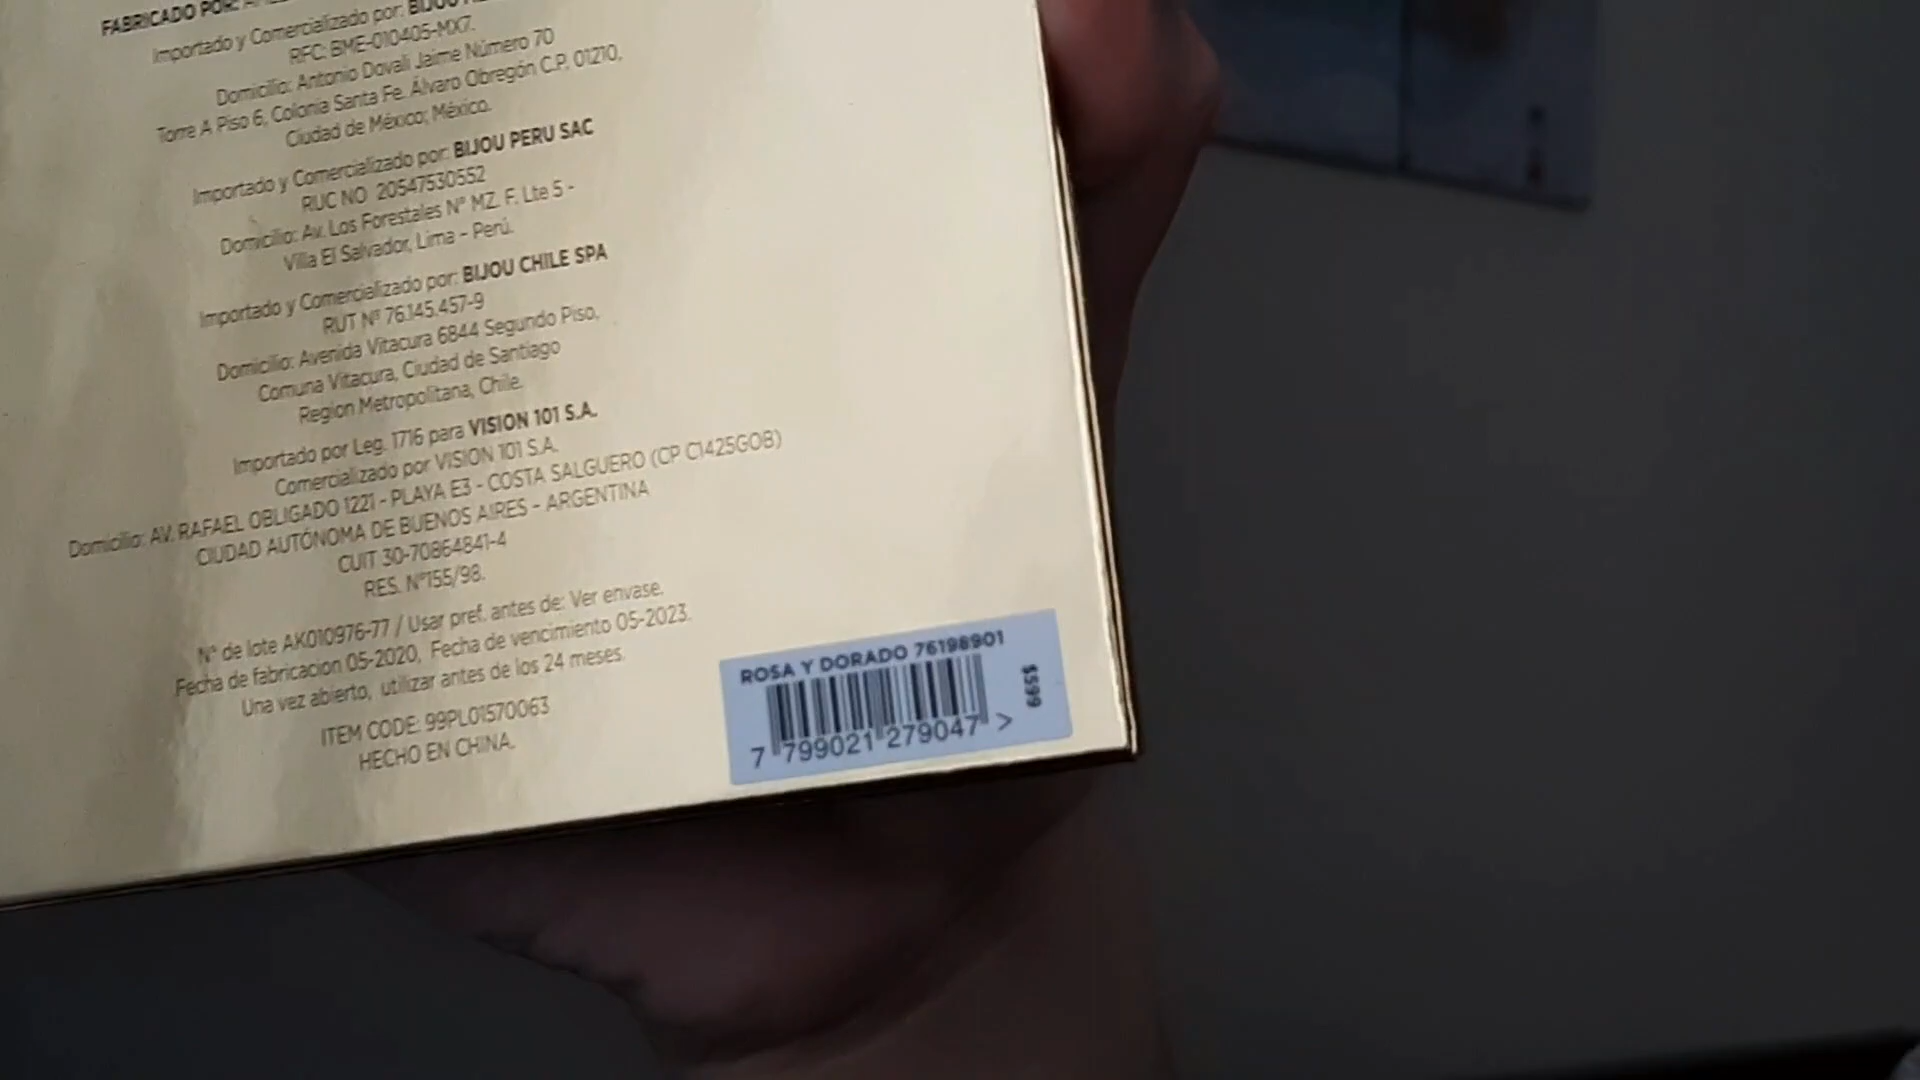 FABRICADO POR:
Importado y Comercializado por: BIJOU
RFC: BME-010405-MX7.
Domicilio: Antonio Dovali Jaime Número 70
Torre A Piso 6, Colonia Santa Fe. Álvaro Obregón C.P. 01210,
Ciudad de México; México.
Importado y Comercializado por: BIJOU PERU SAC
RUC NO 20547530552
Domicilio: Av. Los Forestales N° MZ. F. Lte 5 -
Villa El Salvador, Lima - Perú.
Importado y Comercializado por: BIJOU CHILE SPA
RUT Nº 76.145.457-9
Domicilio: Avenida Vitacura 6844 Segundo Piso,
Comuna Vitacura, Ciudad de Santiago
Region Metropolitana, Chile.
Importado por Leg. 1716 para VISION 101 S.A.
Comercializado por VISION 101 S.A.
Domicilio: AV. RAFAEL OBLIGADO 1221 - PLAYA E3 - COSTA SALGUERO (CP C1425GOB)
CIUDAD AUTÓNOMA DE BUENOS AIRES - ARGENTINA
CUIT 30-70864841-4
RES. N°155/98.
N° de lote AK010976-77 / Usar pref. antes de: Ver envase.
Fecha de fabricacion 05-2020, Fecha de vencimiento 05-2023.
Una vez abierto, utilizar antes de los 24 meses.
ITEM CODE: 99PL01570063
HECHO EN CHINA.
ROSA Y DORADO 76198901
$599
7 799021 279047 >